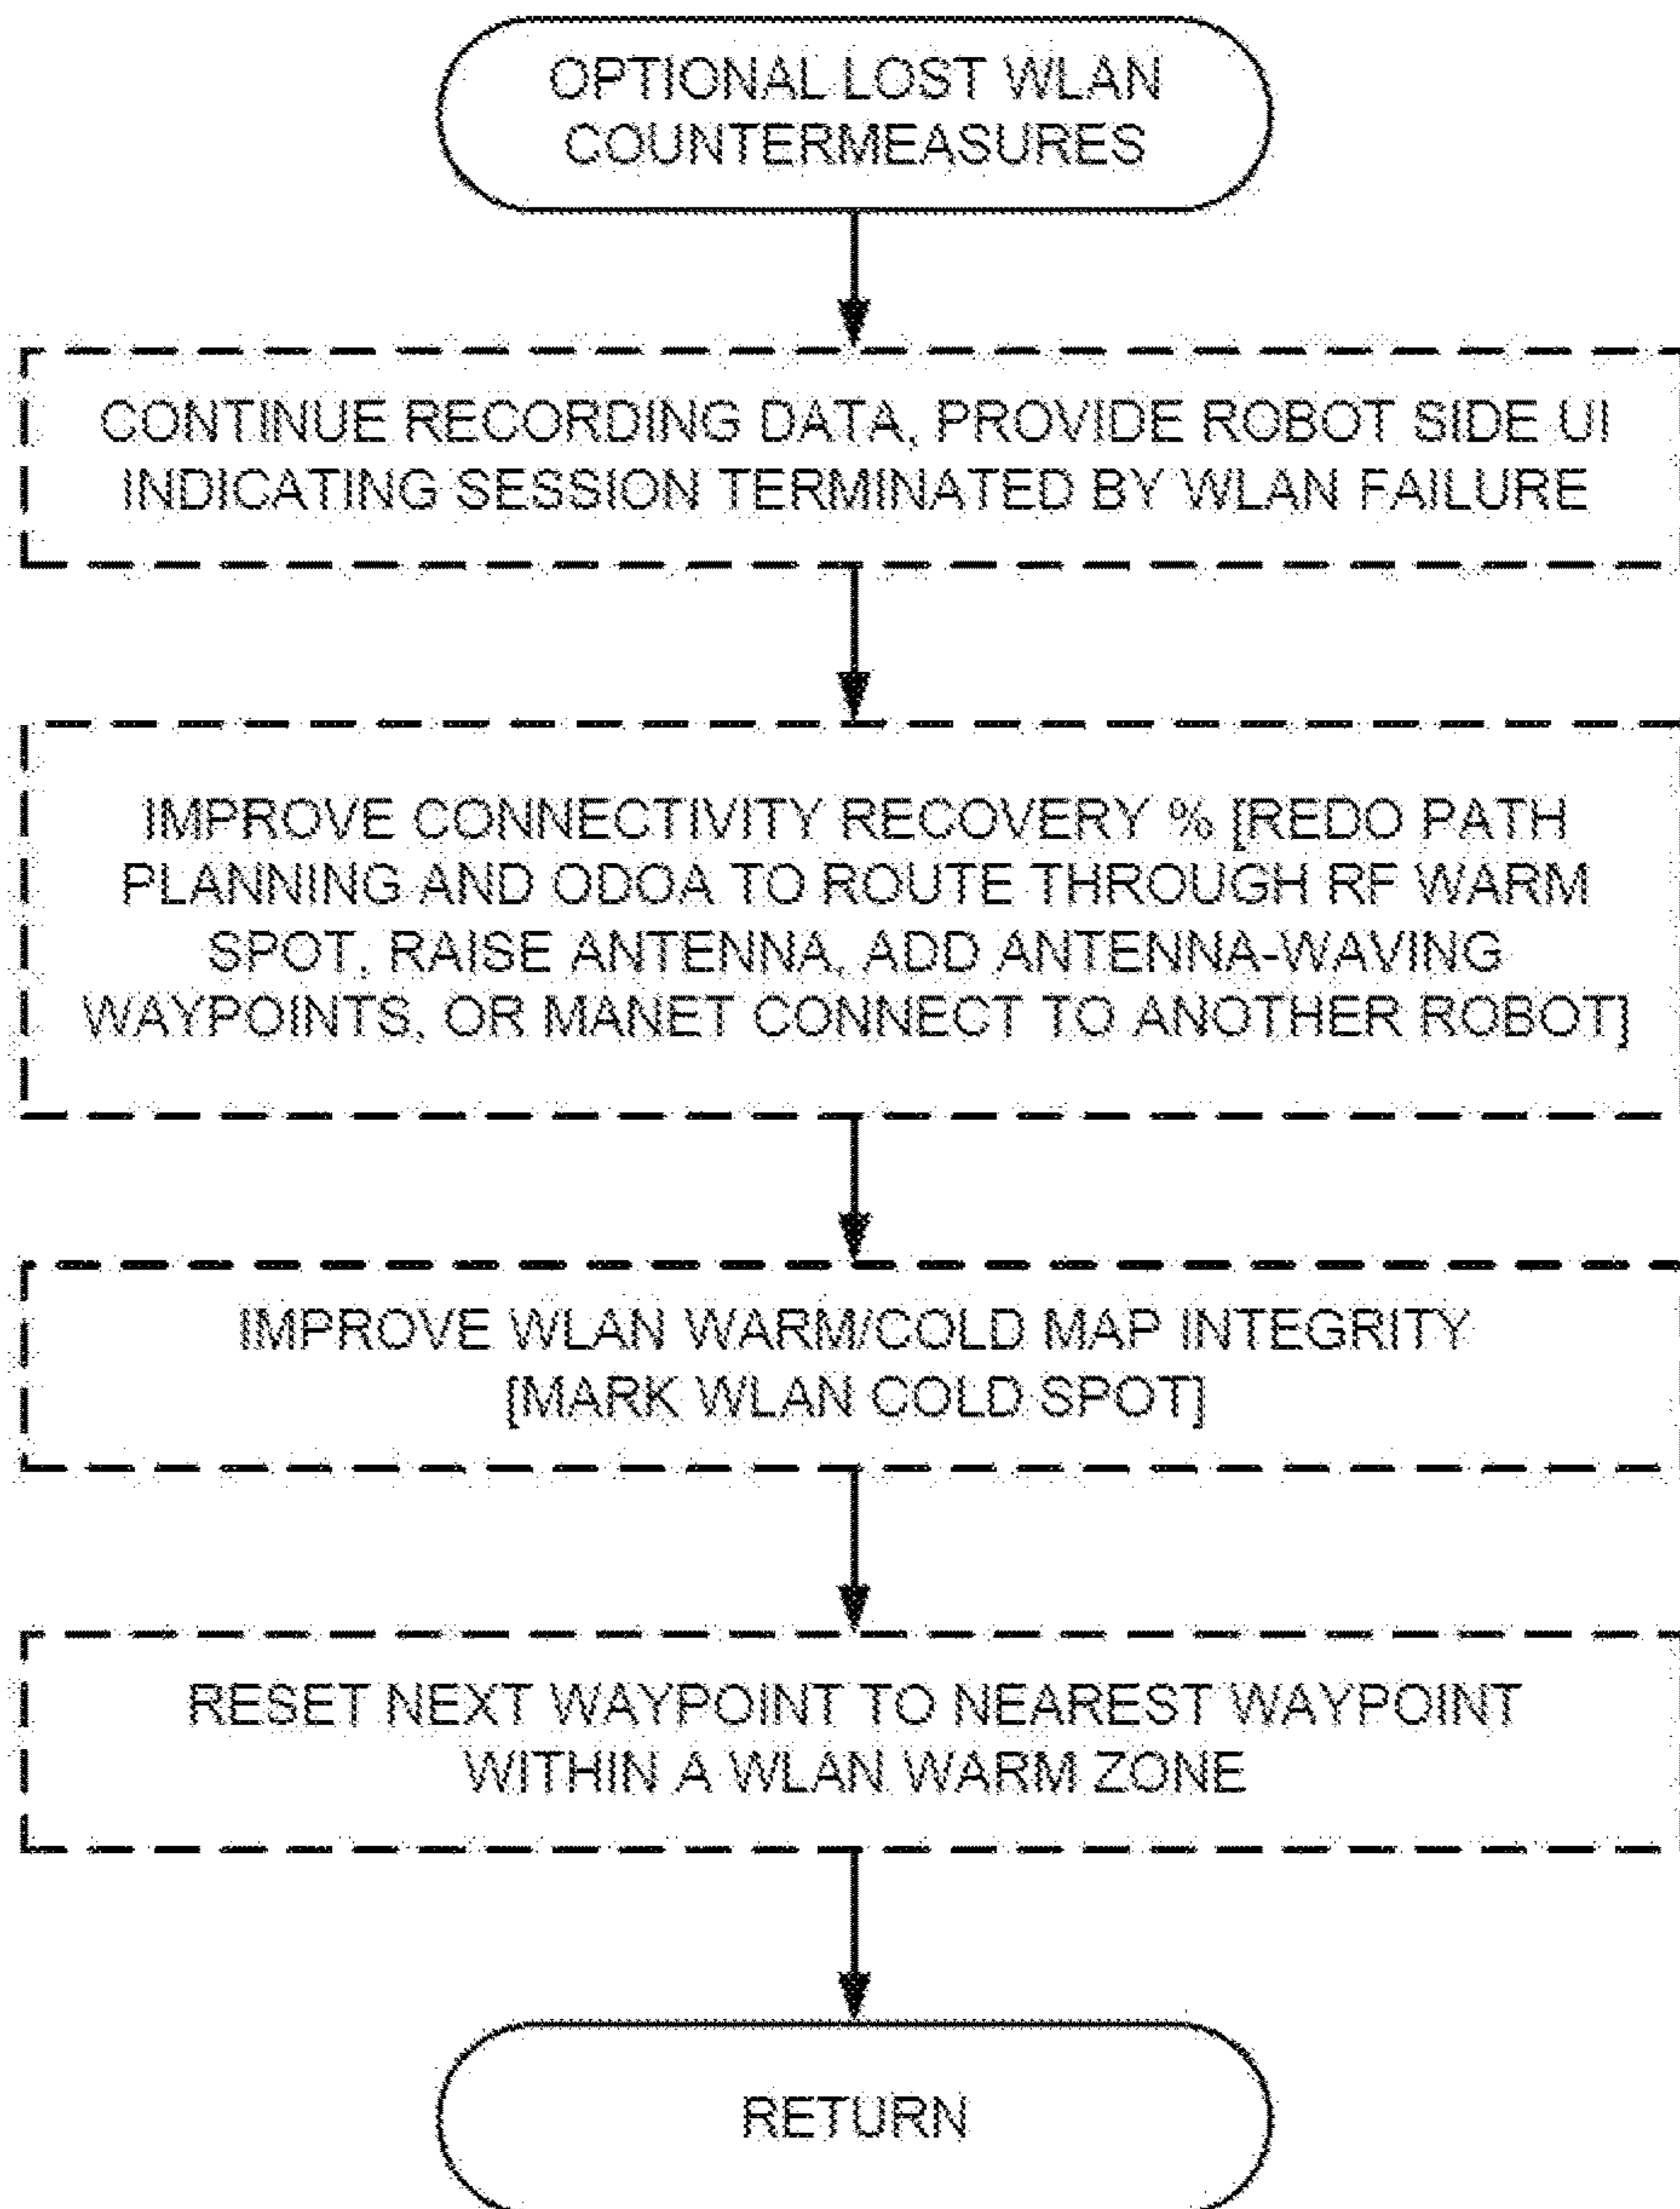 OPTIONAL LOST WLAN
COUNTERMEASURES
CONTINUE RECORDING DATA, PROVIDE ROBOT SIDE UI
INDICATING SESSION TERMINATED BY WLAN FAILURE
IMPROVE CONNECTIVITY RECOVERY % [REDO PATH
PLANNING AND ODOA TO ROUTE THROUGH RF WARM
SPOT, RAISE ANTENNA, ADD ANTENNA-WAVING
WAYPOINTS, OR MANET CONNECT TO ANOTHER ROBOT]
IMPROVE WLAN WARM/COLD MAP INTEGRITY
[MARK WLAN COLD SPOT]
RESET NEXT WAYPOINT TO NEAREST WAYPOINT
WITHIN A WLAN WARM ZONE
RETURN